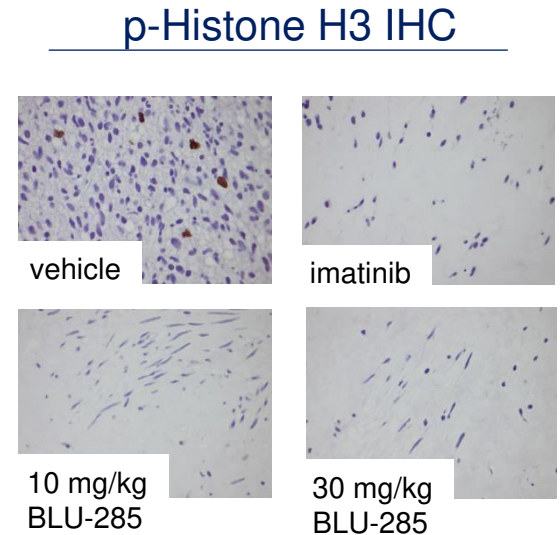 p-Histone H3 IHC
vehicle
imatinib
10 mg/kg
BLU-285
30 mg/kg
BLU-285